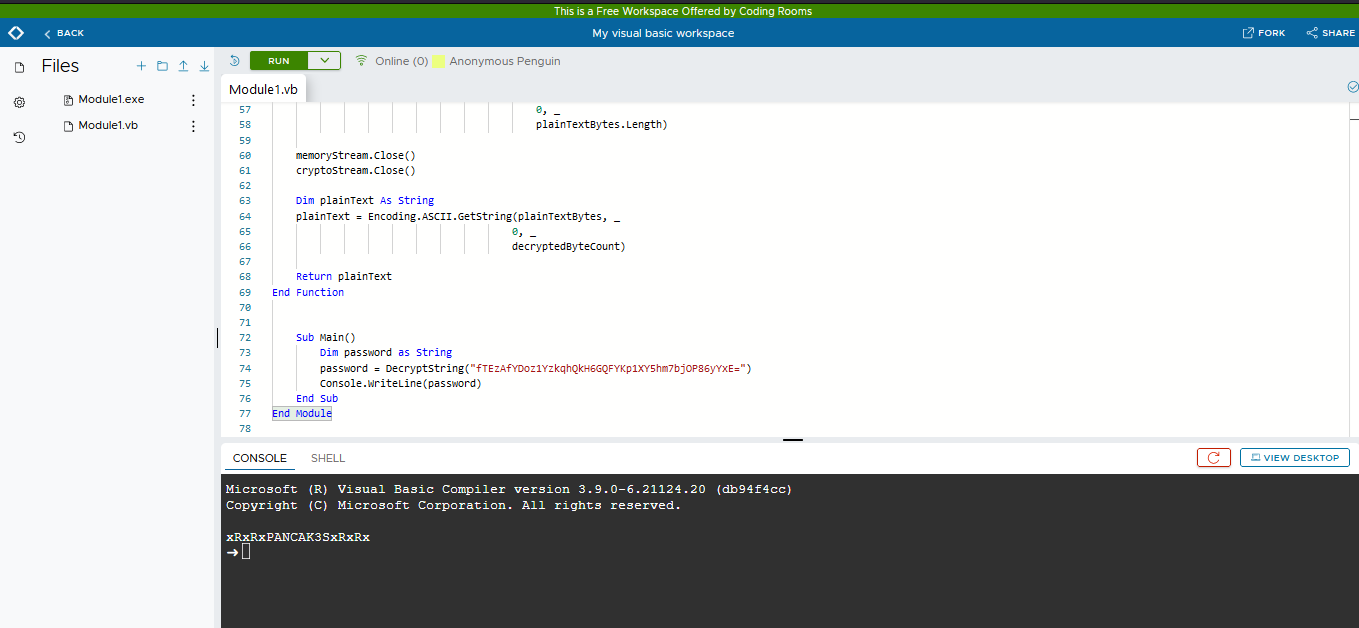 This is a Free Workspace Offered by Coding Rooms
BACK
My visual basic workspace
FORK
SHARE
Files
RUN
Online (0)
Anonymous Penguin
Module1.exe
Module1.vb
Module1.vb
57 0, _
58 plainTextBytes.Length)
59
60 memoryStream.Close()
61 cryptoStream.Close()
62
63 Dim plainText As String
64 plainText = Encoding.ASCII.GetString(plainTextBytes, _
65 0, _
66 decryptedByteCount)
67
68 Return plainText
69 End Function
70
71
72 Sub Main()
73 Dim password as String
74 password = DecryptString("fTEzAfYDoz1YzkqhQkH6GQFYKp1XY5hm7bjOP86yYxE=")
75 Console.WriteLine(password)
76 End Sub
77 End Module
78
CONSOLE
SHELL
VIEW DESKTOP
Microsoft (R) Visual Basic Compiler version 3.9.0-6.21124.20 (db94f4cc)
Copyright (C) Microsoft Corporation. All rights reserved.
xRxRxPANCAK3SxRxRx
➜